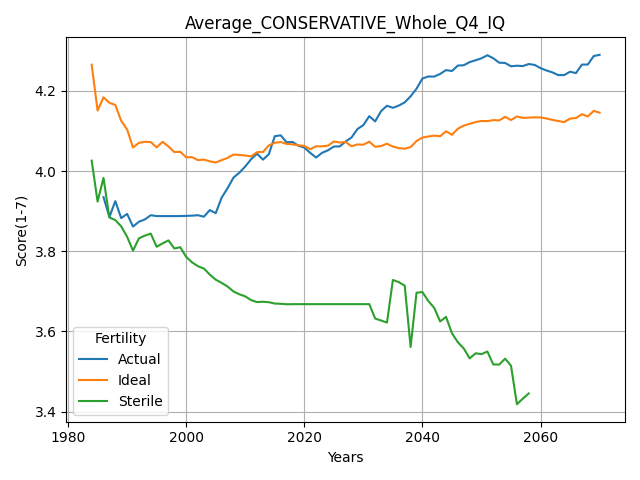 Average_CONSERVATIVE_Whole_Q4_IQ
Score(1-7)
4.2
4.0
3.8
3.6
3.4
Fertility
Actual
Ideal
Sterile
1980
2000
2020
2040
2060
Years